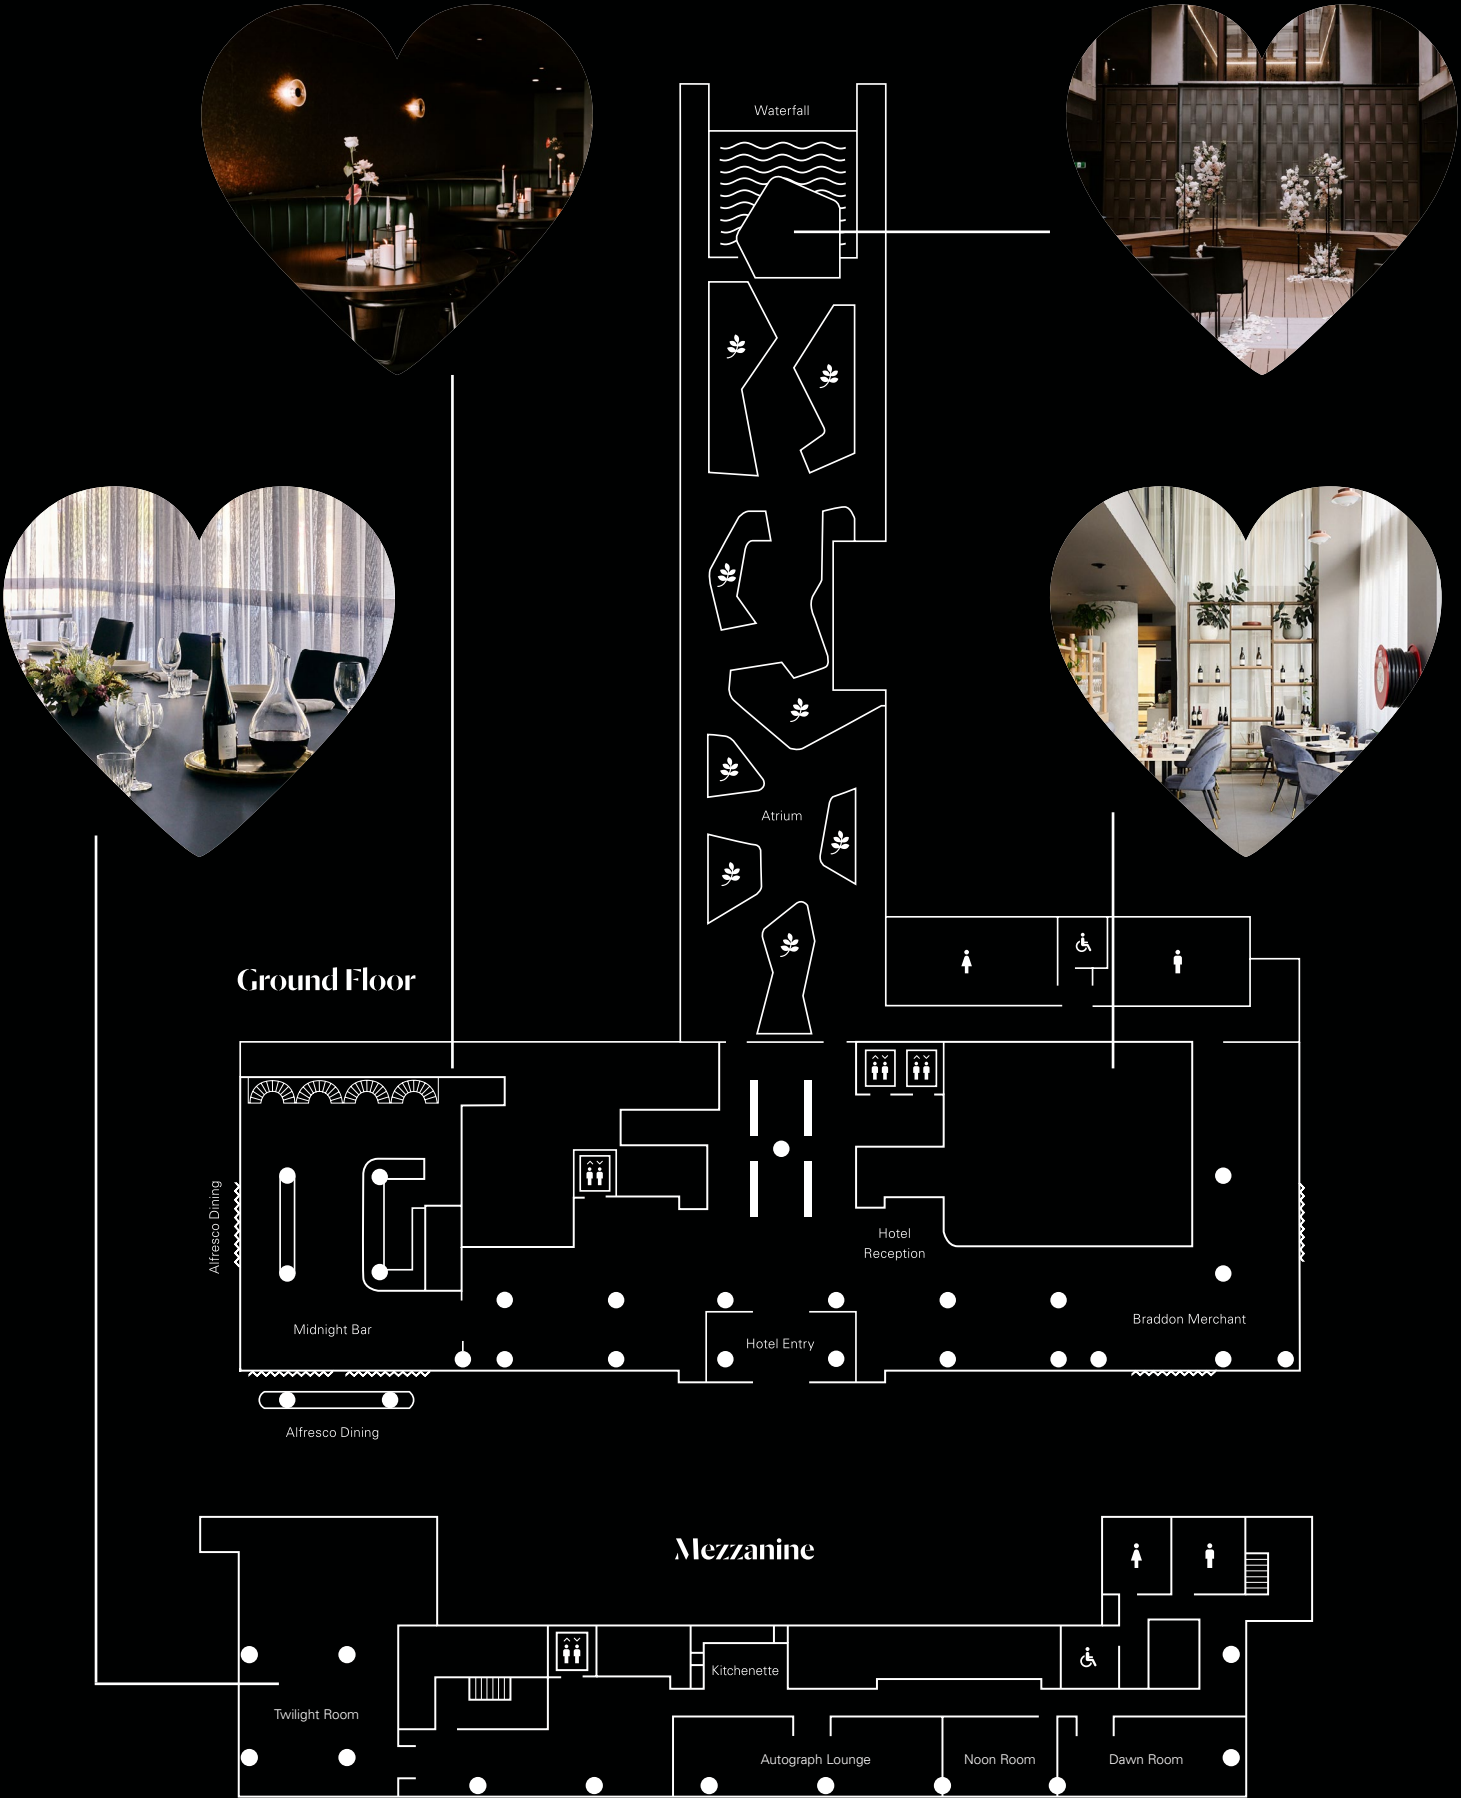 Waterfall
Atrium
Ground Floor
Alfresco Dining
Hotel
Reception
Midnight Bar
Hotel Entry
Braddon Merchant
Alfresco Dining
Mezzanine
Kitchenette
Twilight Room
Autograph Lounge
Noon Room
Dawn Room